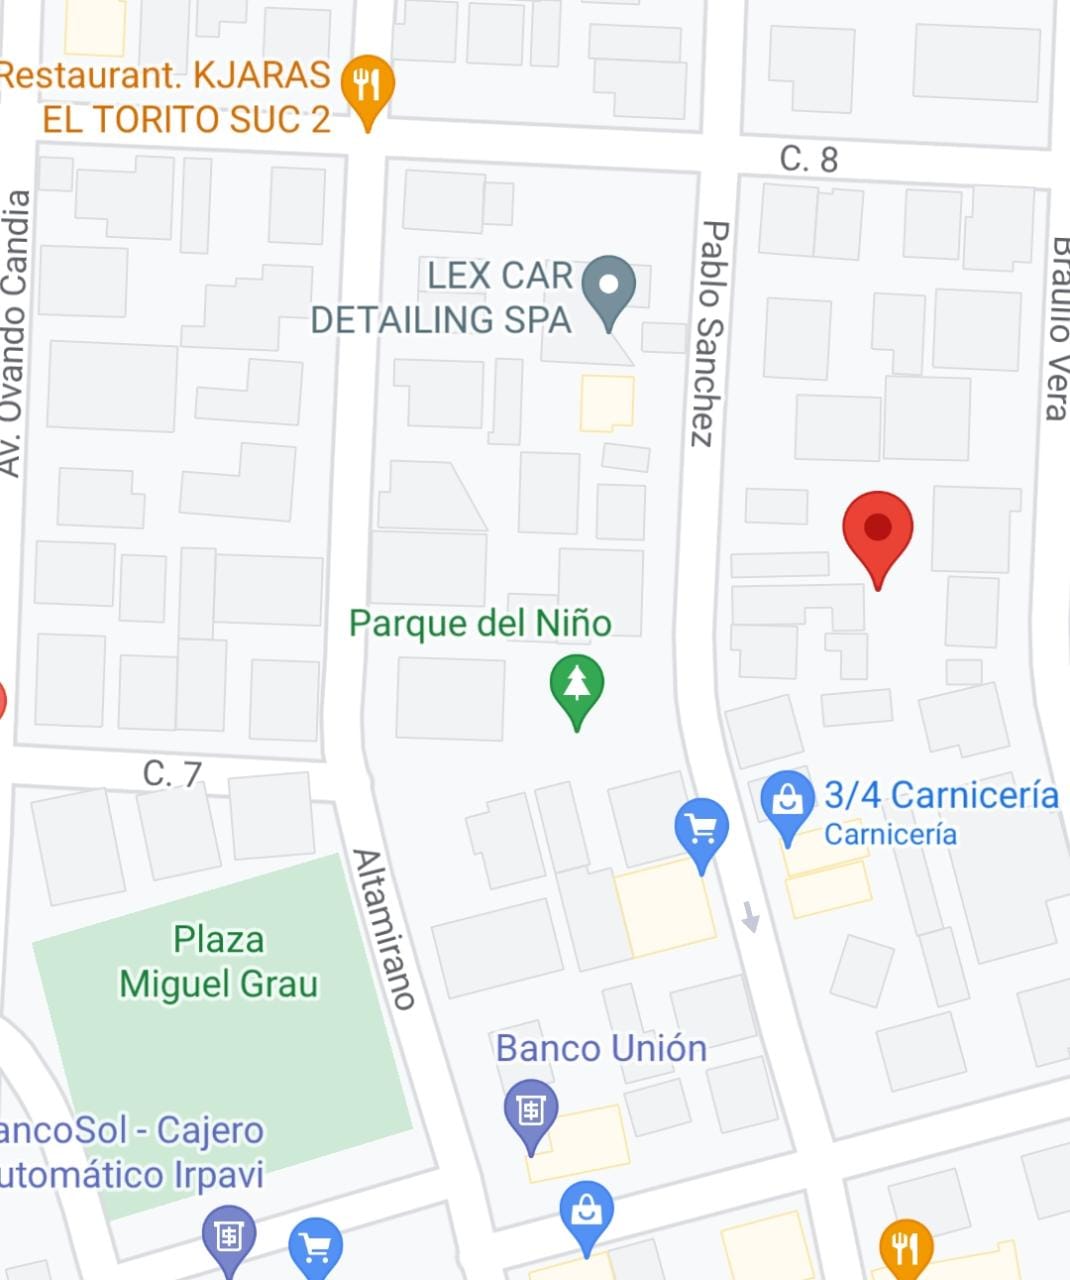 Restaurant. KJARAS
EL TORITO SUC 2
C. 8
Av. Ovando Candia
Pablo Sanchez
Braulio Vera
LEX CAR
DETAILING SPA
Parque del Niño
C. 7
3/4 Carnicería
Carnicería
Altamirano
Plaza
Miguel Grau
Banco Unión
ancoSol - Cajero
utomático Irpavi